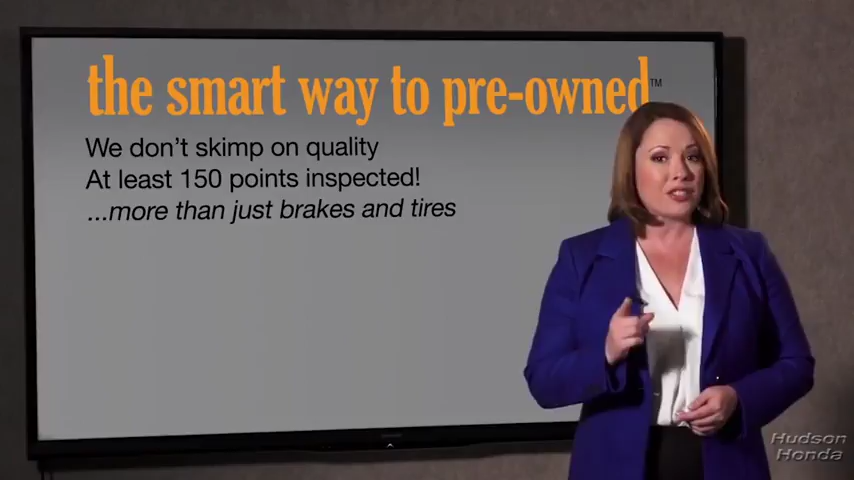 the smart way to pre-owned™
We don't skimp on quality
At least 150 points inspected!
...more than just brakes and tires
Hudson
Honda